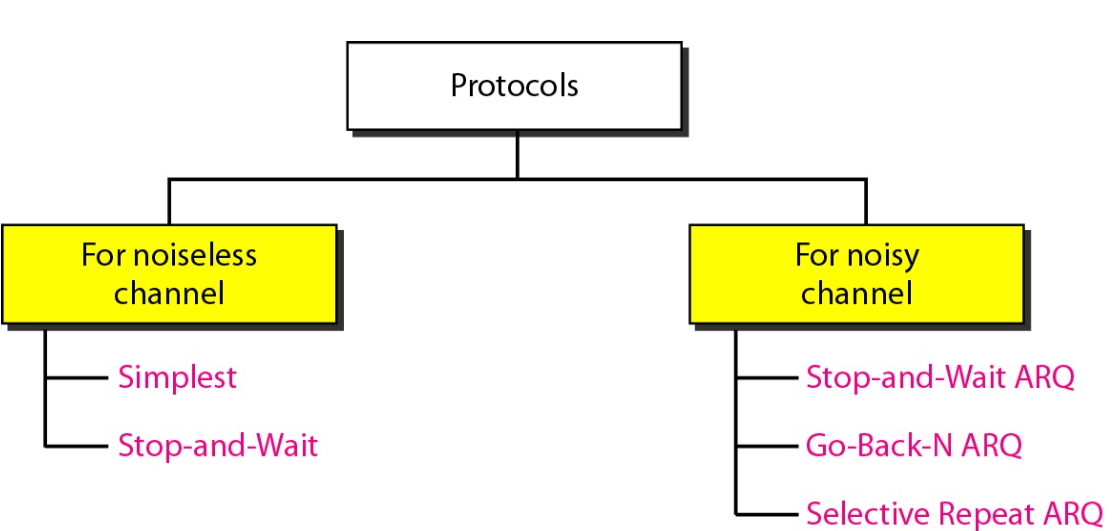 Protocols
For noiseless
channel
For noisy
channel
Simplest
Stop-and-Wait
Stop-and-Wait ARQ
Go-Back-N ARQ
Selective Repeat ARQ